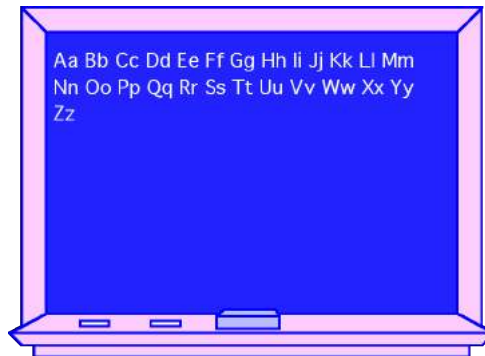 Aa Bb Cc Dd Ee Ff Gg Hh Ii Jj Kk Ll Mm
Nn Oo Pp Qq Rr Ss Tt Uu Vv Ww Xx Yy
Zz